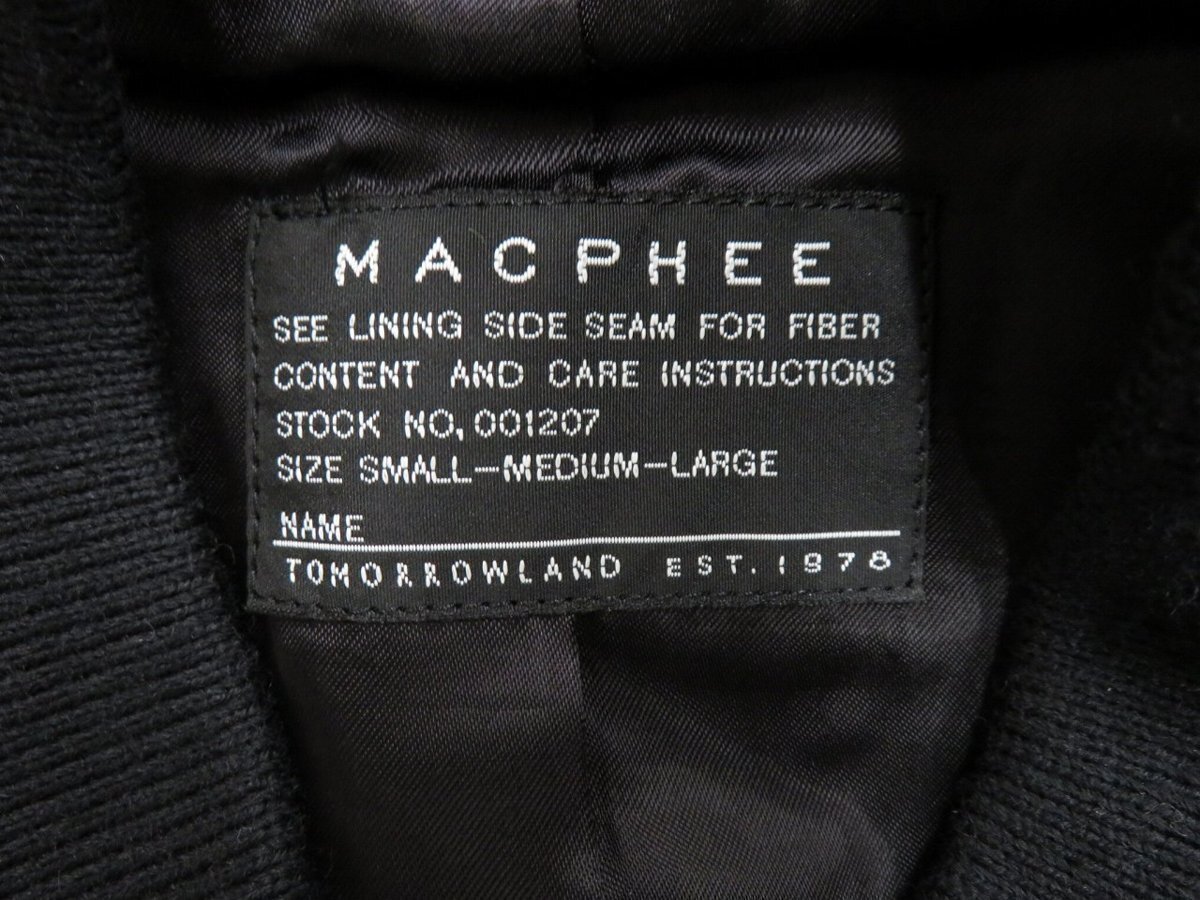 MACPHEE
SEE LINING SIDE SEAM FOR FIBER
CONTENT AND CARE INSTRUCTIONS
STOCK NO,001207
SIZE SMALL-MEDIUM-LARGE
NAME
TOMORROWLAND EST.1978